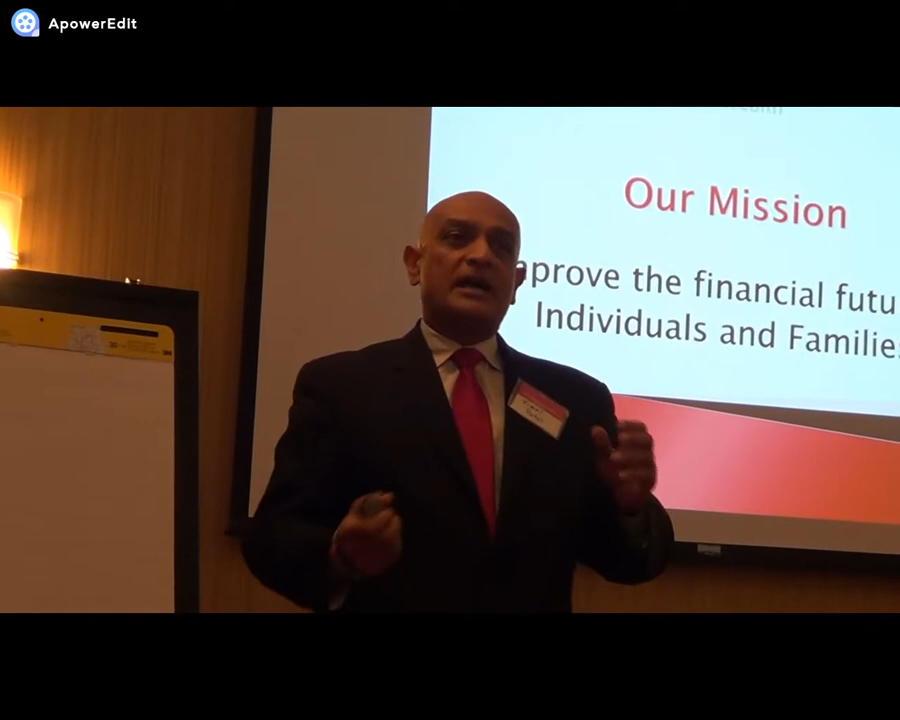 ApowerEdit
Our Mission
prove the financial futu
Individuals and Families